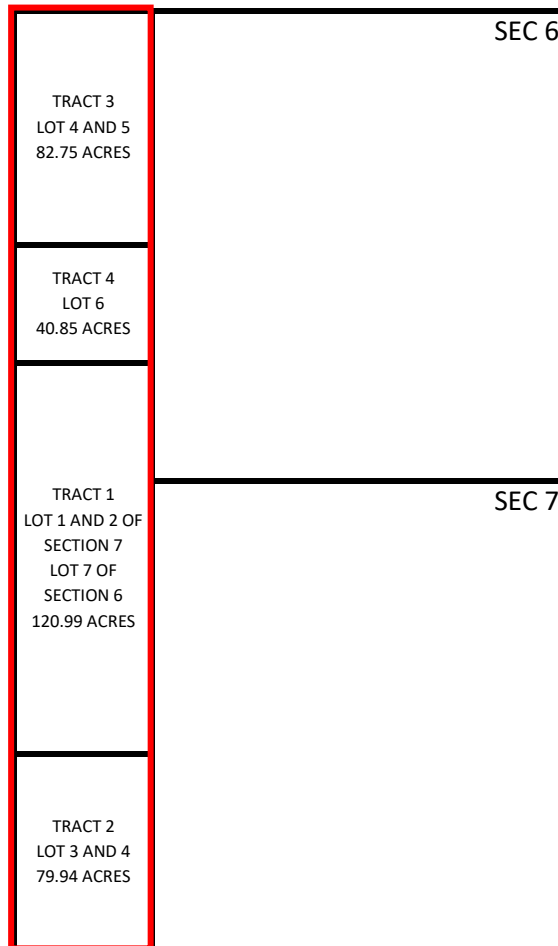 SEC 6
TRACT 3
LOT 4 AND 5
82.75 ACRES
TRACT 4
LOT 6
40.85 ACRES
SEC 7
TRACT 1
LOT 1 AND 2 OF
SECTION 7
LOT 7 OF
SECTION 6
120.99 ACRES
TRACT 2
LOT 3 AND 4
79.94 ACRES